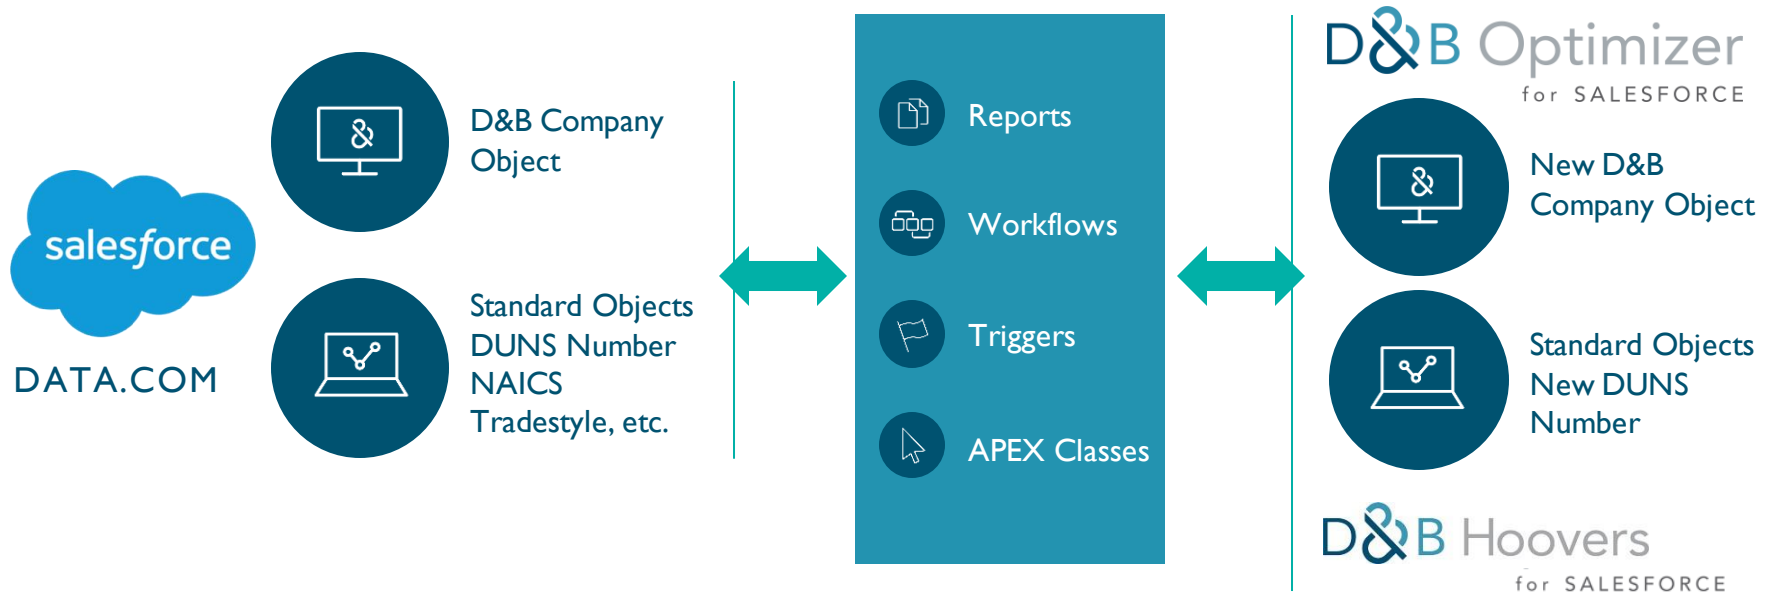 salesforce
DATA.COM
&
D&B Company
Object
Standard Objects
DUNS Number
NAICS
Tradestyle, etc.
Reports
Workflows
Triggers
APEX Classes
D&B Optimizer
for SALESFORCE
&
New D&B
Company Object
Standard Objects
New DUNS
Number
D&B Hoovers
for SALESFORCE